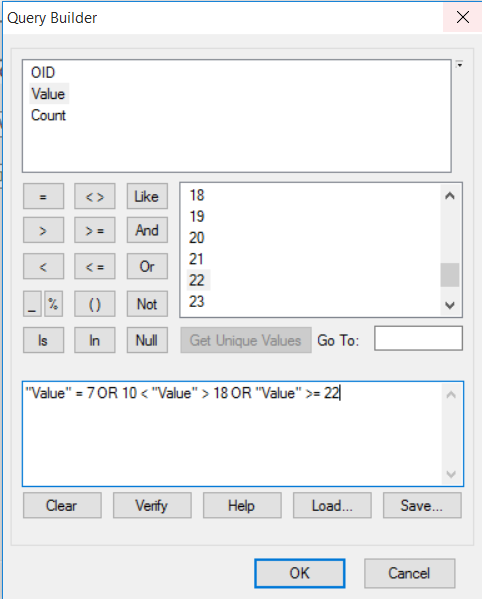 Query Builder
OID
Value
Count
= < > Like
> > = And
< < = Or
_ % ( ) Not
Is In Null
18
19
20
21
22
23
Get Unique Values Go To:
"Value" = 7 OR 10 < "Value" > 18 OR "Value" >= 22
Clear Verify Help Load... Save...
OK Cancel